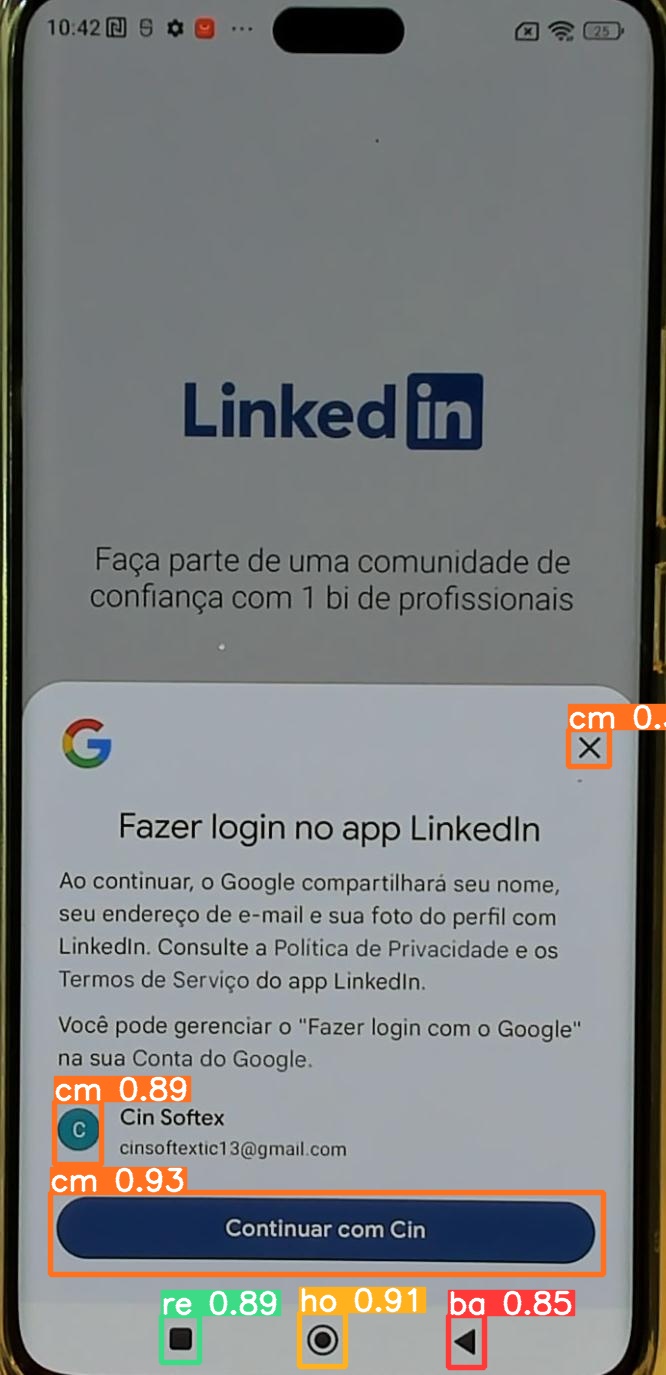 10:42
25
Linked in
Faça parte de uma comunidade de
confiança com 1 bi de profissionais
cm 0.
G
Fazer login no app LinkedIn
Ao continuar, o Google compartilhará seu nome,
seu endereço de e-mail e sua foto do perfil com
LinkedIn. Consulte a Política de Privacidade e os
Termos de Serviço do app LinkedIn.
Você pode gerenciar o "Fazer login com o Google"
na sua Conta do Google.
cm 0.89
C
Cin Softex
cinsoftextic13@gmail.com
cm 0.93
Continuar com Cin
re 0.89
ho 0.91
ba 0.85